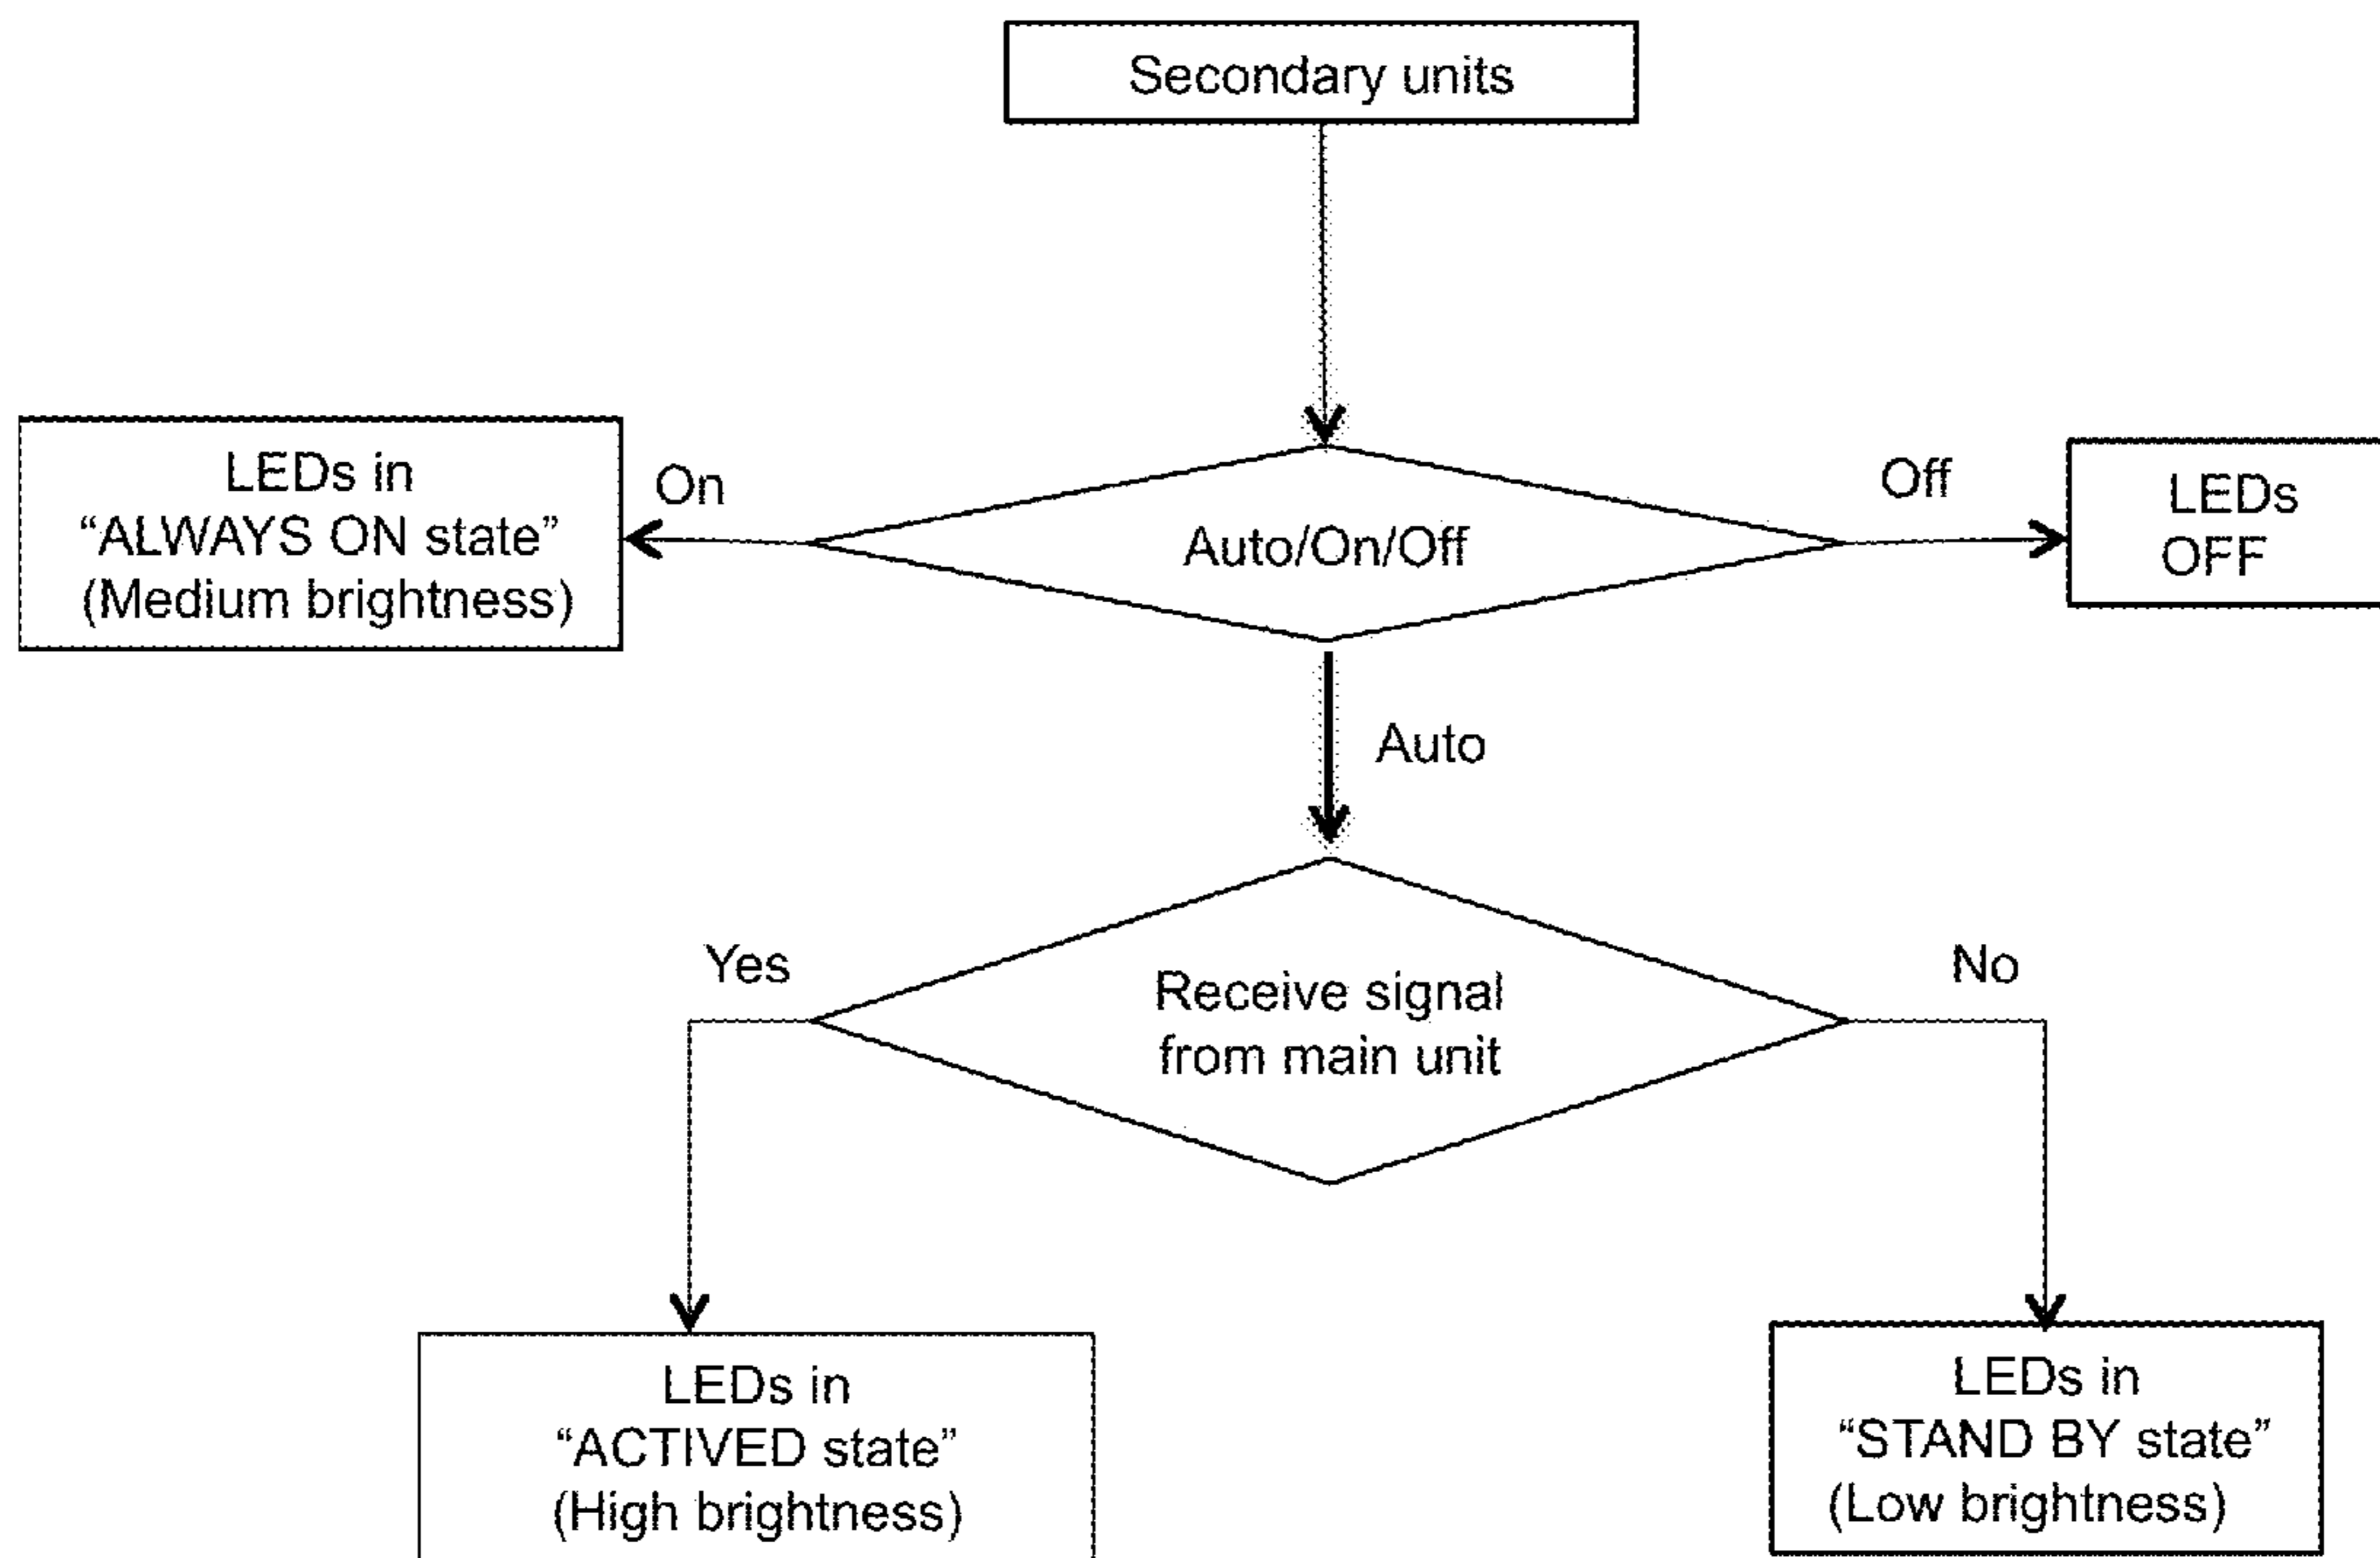 Secondary units
LEDs in
“ALWAYS ON state”
(Medium brightness)
On
Auto/On/Off
Off
LEDs
OFF
Auto
Yes
Receive signal
from main unit
No
LEDs in
“ACTIVED state”
(High brightness)
LEDs in
“STAND BY state”
(Low brightness)